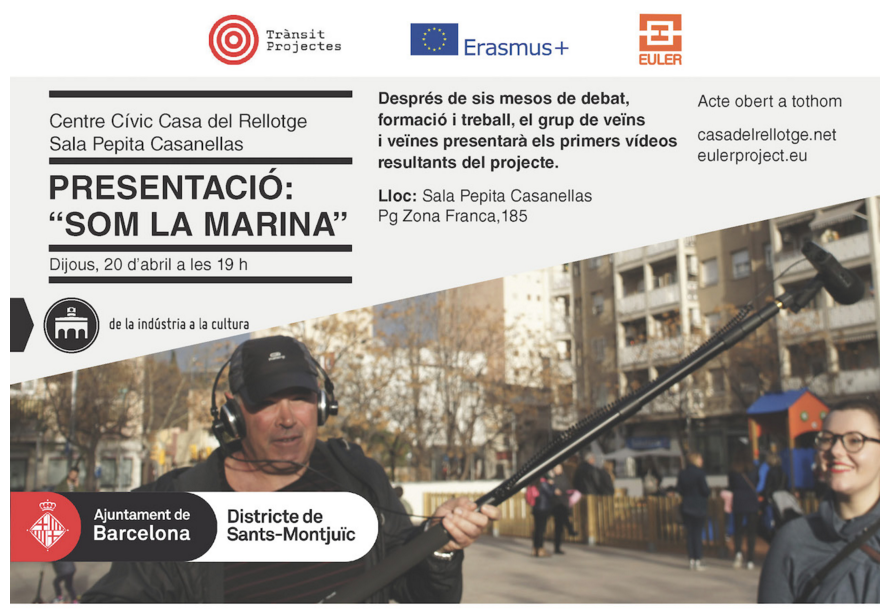 Trànsit
Projectes
Erasmus+
EULER
Centre Cívic Casa del Rellotge
Sala Pepita Casanellas
PRESENTACIÓ:
“SOM LA MARINA”
Dijous, 20 d’abril a les 19 h
de la indústria a la cultura
Després de sis mesos de debat,
formació i treball, el grup de veïns
i veïnes presentarà els primers vídeos
resultants del projecte.
Lloc: Sala Pepita Casanellas
Pg Zona Franca,185
Acte obert a tothom
casadelrellotge.net
eulerproject.eu
Ajuntament de
Barcelona
Districte de
Sants-Montjuïc